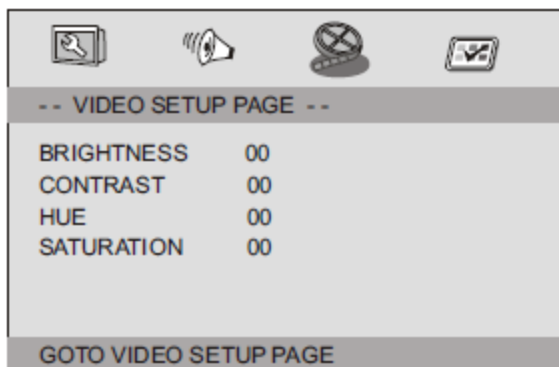 -- VIDEO SETUP PAGE --
BRIGHTNESS 00
CONTRAST 00
HUE 00
SATURATION 00
GOTO VIDEO SETUP PAGE